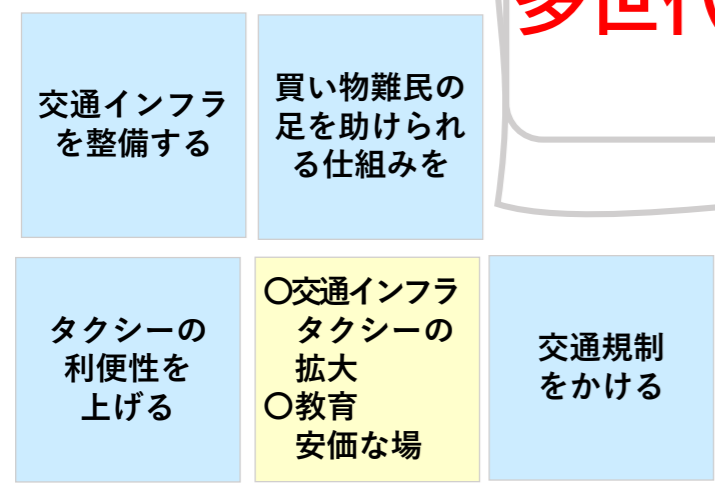 多世代
交通インフラ
を整備する
買い物難民の
足を助けられ
る仕組みを
タクシーの
利便性を
上げる
〇交通インフラ
タクシーの
拡大
〇教育
安価な場
交通規制
をかける